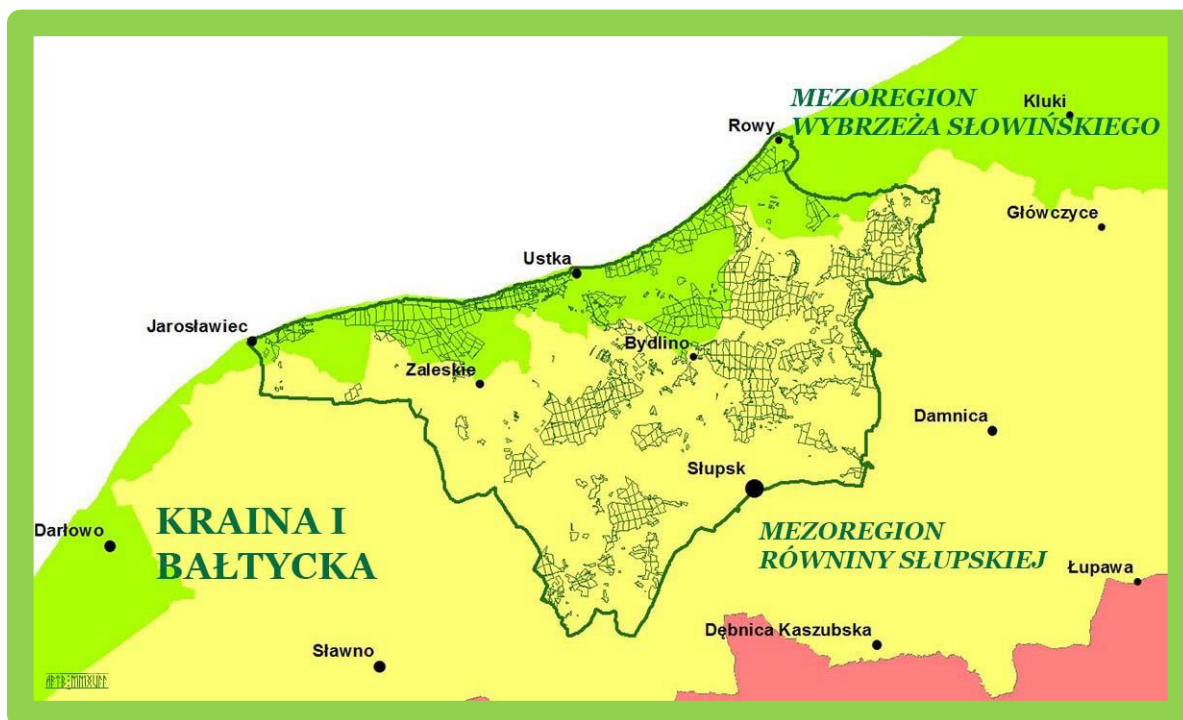 MEZOREGION
WYBRZEŻA SŁOWIŃSKIEGO
Kluki
Rowy
Główczyce
Ustka
Jarosławiec
Bydlino
Zaleskie
Damnica
Słupsk
KRAINA I
BAŁTYCKA
Darłowo
MEZOREGION
RÓWNINY SŁUPSKIEJ
Łupawa
Dębnica Kaszubska
Sławno